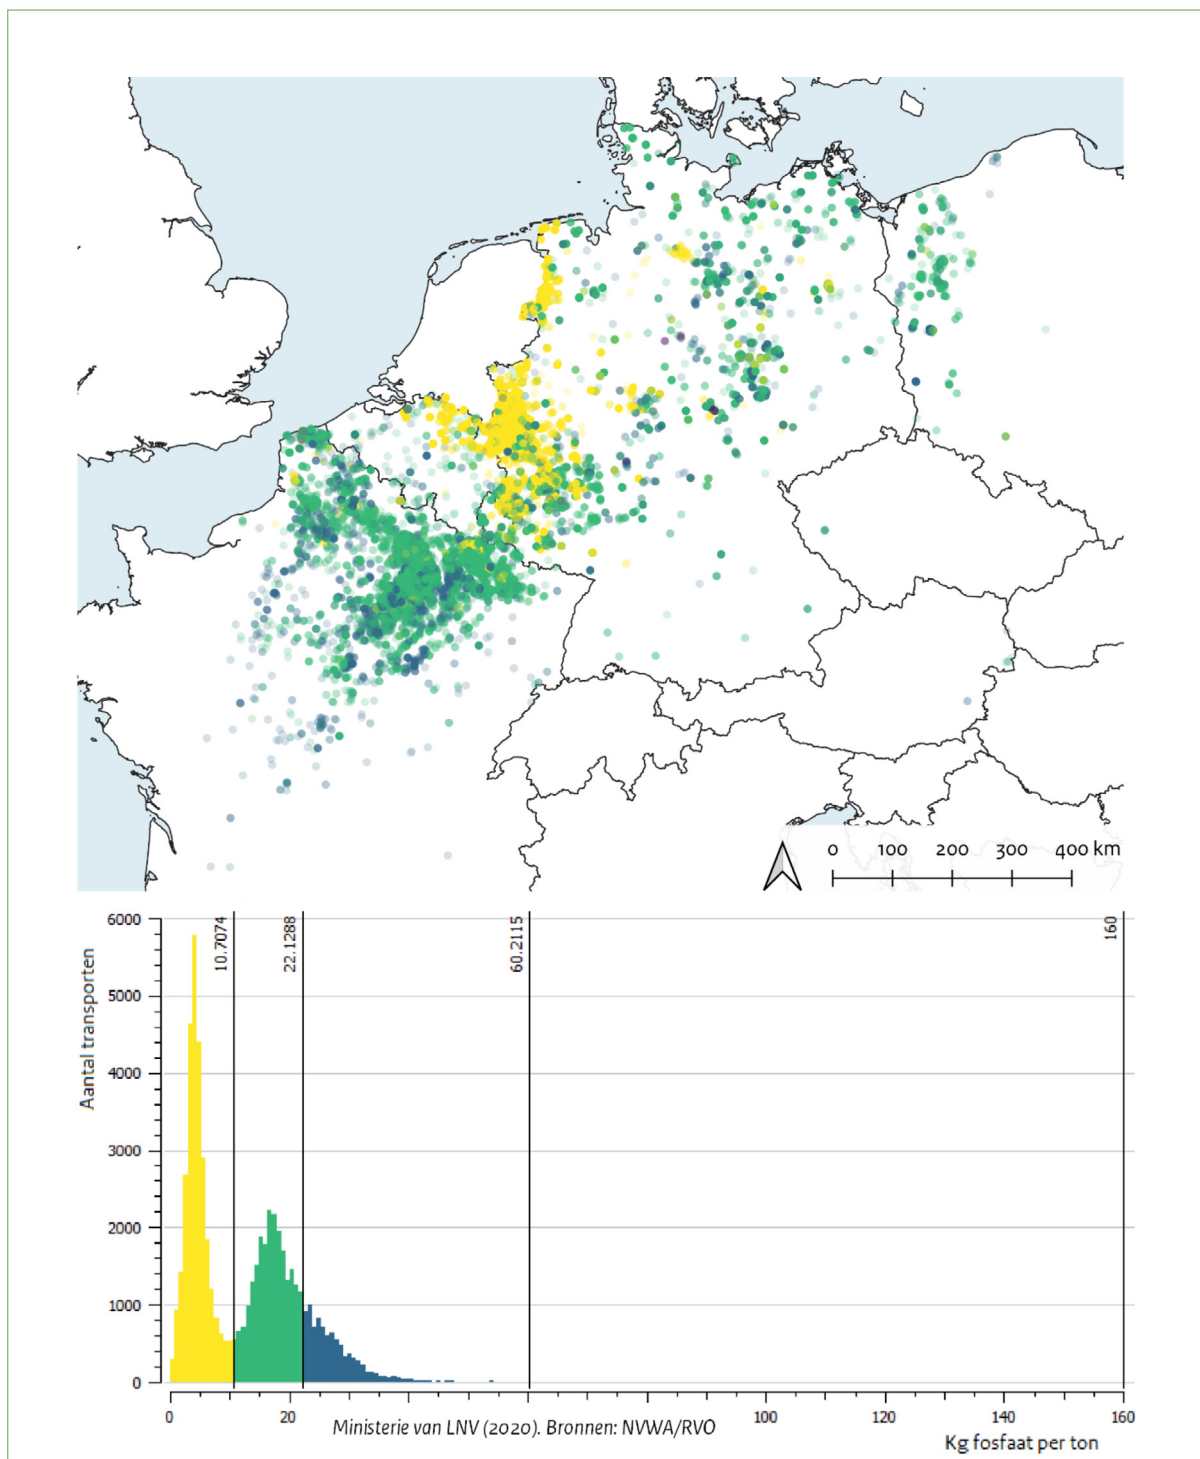 0 100 200 300 400 km
6000
5000
4000
3000
2000
1000
0
Aantal transporten
10.7074
22.1288
60.2115
160
0 20 100 120 140 160
Ministerie van LNV (2020). Bronnen: NVWA/RVO
Kg fosfaat per ton